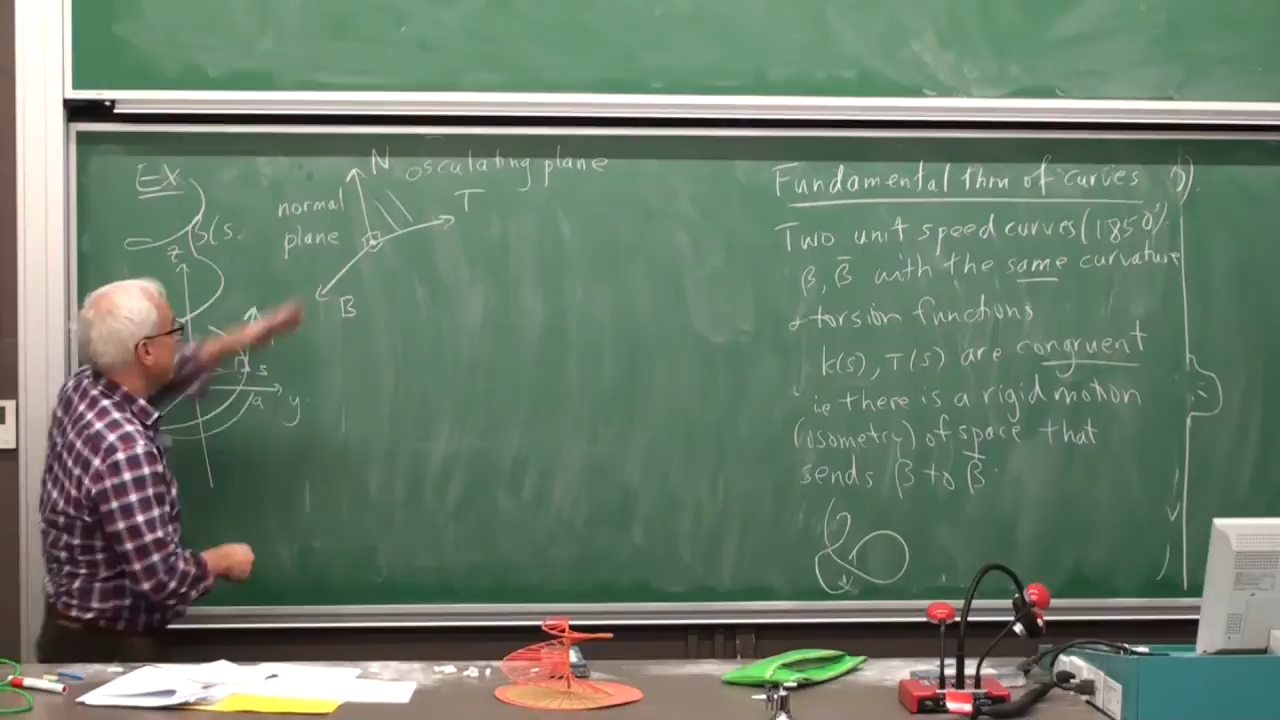 EX
N osculating plane
normal
T
plane
β(s.
z
B
s
a y
Fundamental thm of curves
Two unit speed curves (1850's)
β, β̄ with the same curvature
& torsion functions
k(s), τ(s) are congruent
ie there is a rigid motion
(isometry) of space that
sends β to β̄.